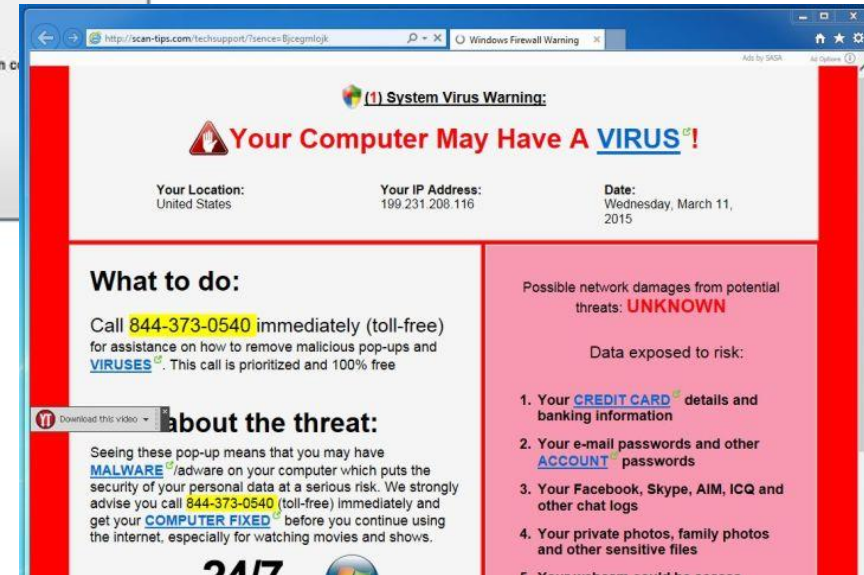 http://scan-tips.com/techsupport/?sence=Bjcegmlojk
Windows Firewall Warning
Ads by SASA
Ad Options
(1) System Virus Warning:
Your Computer May Have A VIRUS!
Your Location:
United States
Your IP Address:
199.231.208.116
Date:
Wednesday, March 11,
2015
What to do:
Call 844-373-0540 immediately (toll-free)
for assistance on how to remove malicious pop-ups and
VIRUSES. This call is prioritized and 100% free
Download this video
about the threat:
Seeing these pop-up means that you may have
MALWARE/adware on your computer which puts the
security of your personal data at a serious risk. We strongly
advise you call 844-373-0540 (toll-free) immediately and
get your COMPUTER FIXED before you continue using
the internet, especially for watching movies and shows.
24/7
Possible network damages from potential
threats: UNKNOWN
Data exposed to risk:
1. Your CREDIT CARD details and
banking information
2. Your e-mail passwords and other
ACCOUNT passwords
3. Your Facebook, Skype, AIM, ICQ and
other chat logs
4. Your private photos, family photos
and other sensitive files
5. Your webcam could be access